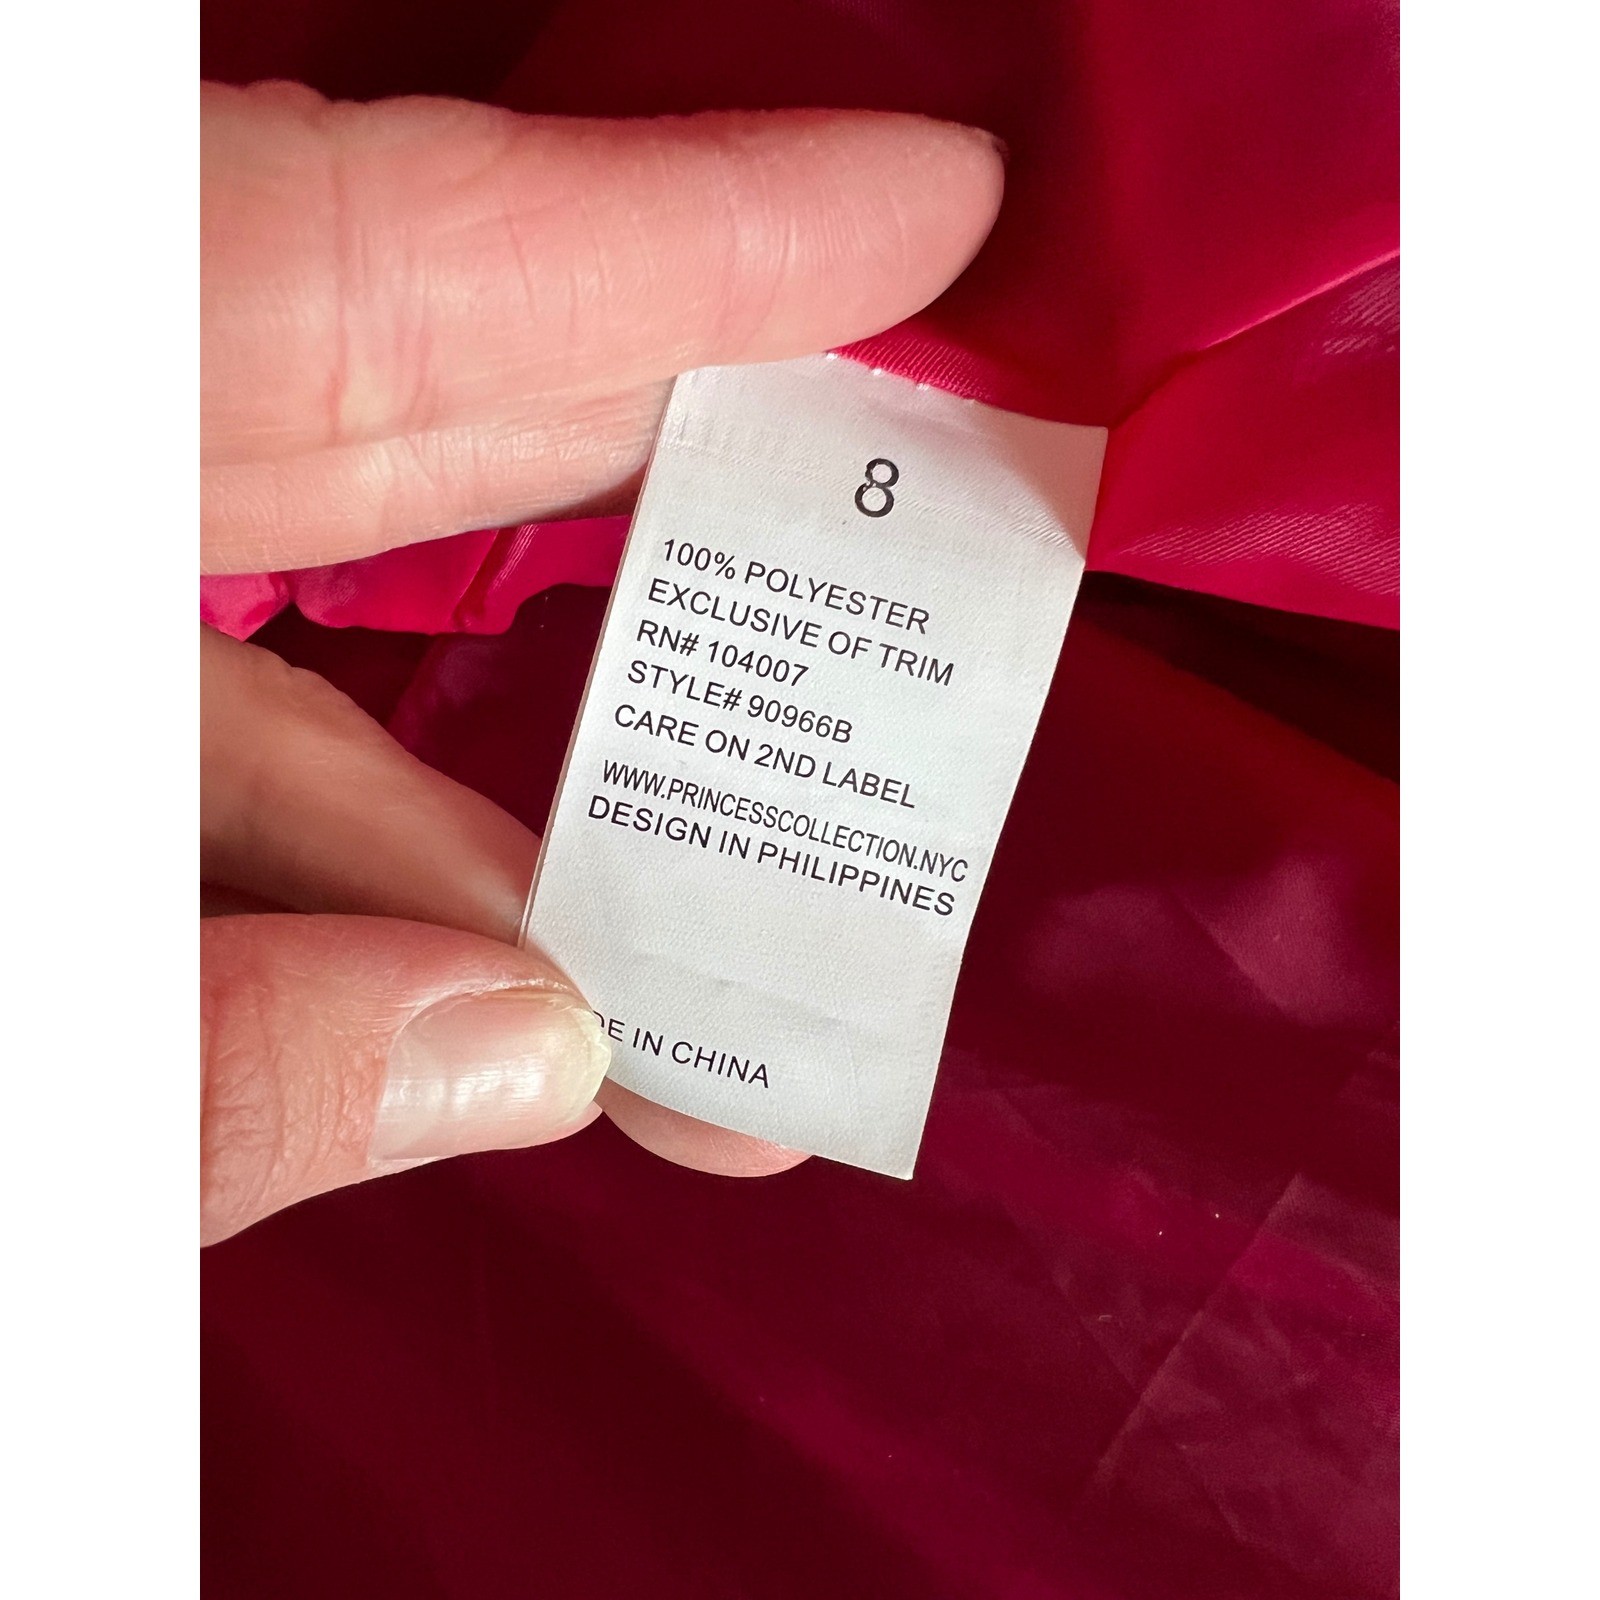 8
100% POLYESTER
EXCLUSIVE OF TRIM
RN# 104007
STYLE# 90966B
CARE ON 2ND LABEL
WWW.PRINCESSCOLLECTION.NYC
DESIGN IN PHILIPPINES
DE IN CHINA